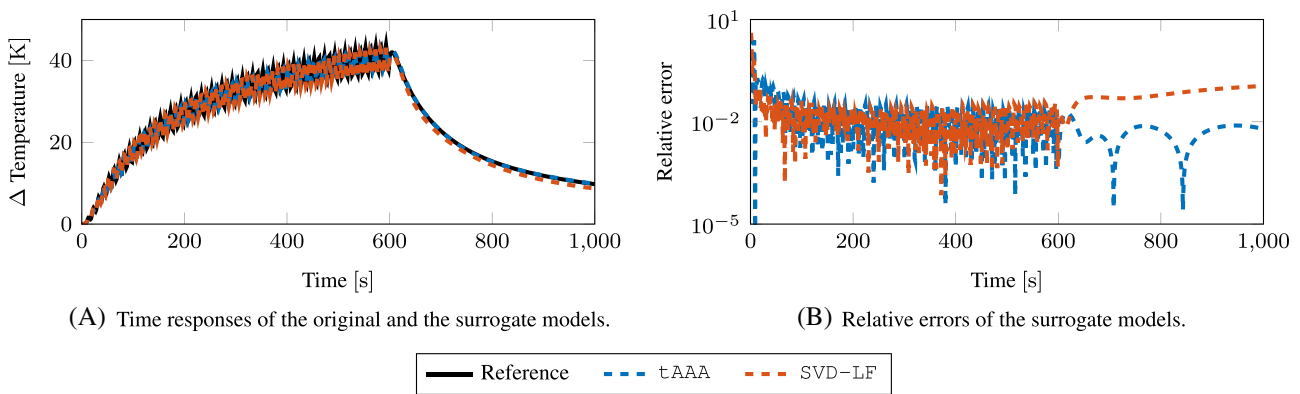 Δ Temperature [K]
40
20
0
0 200 400 600 800 1,000
Time [s]
(A) Time responses of the original and the surrogate models.
Relative error
10^1
10^−2
10^−5
0 200 400 600 800 1,000
Time [s]
(B) Relative errors of the surrogate models.
Reference tAAA SVD-LF